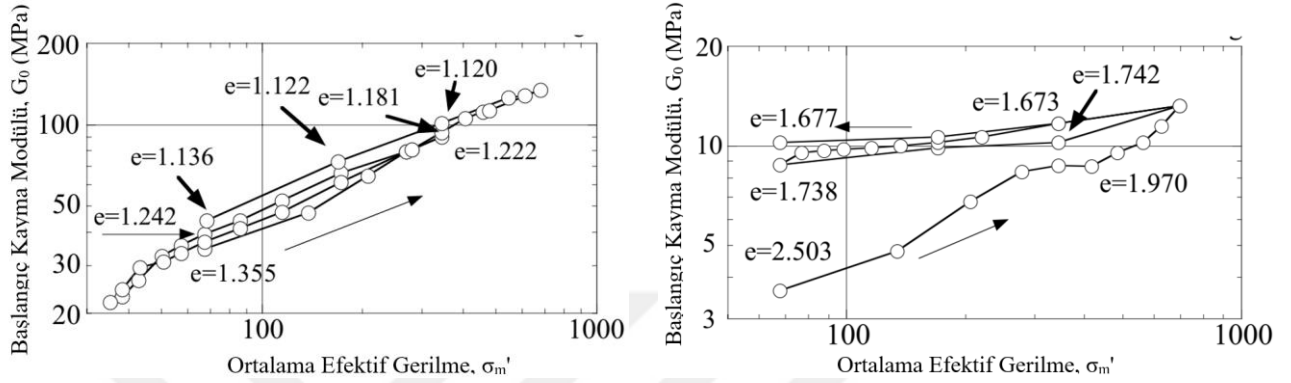 Başlangıç Kayma Modülü, G₀ (MPa)
200
100
50
30
20
e=1.120
e=1.122
e=1.181
e=1.136
e=1.222
e=1.242
e=1.355
100
1000
Ortalama Efektif Gerilme, σₘ'
Başlangıç Kayma Modülü, G₀ (MPa)
20
10
5
3
e=1.742
e=1.673
e=1.677
e=1.738
e=1.970
e=2.503
100
1000
Ortalama Efektif Gerilme, σₘ'